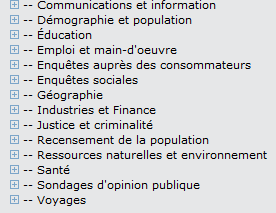 -- Communications et information
-- Démographie et population
-- Éducation
-- Emploi et main-d'oeuvre
-- Enquêtes auprès des consommateurs
-- Enquêtes sociales
-- Géographie
-- Industries et Finance
-- Justice et criminalité
-- Recensement de la population
-- Ressources naturelles et environnement
-- Santé
-- Sondages d'opinion publique
-- Voyages